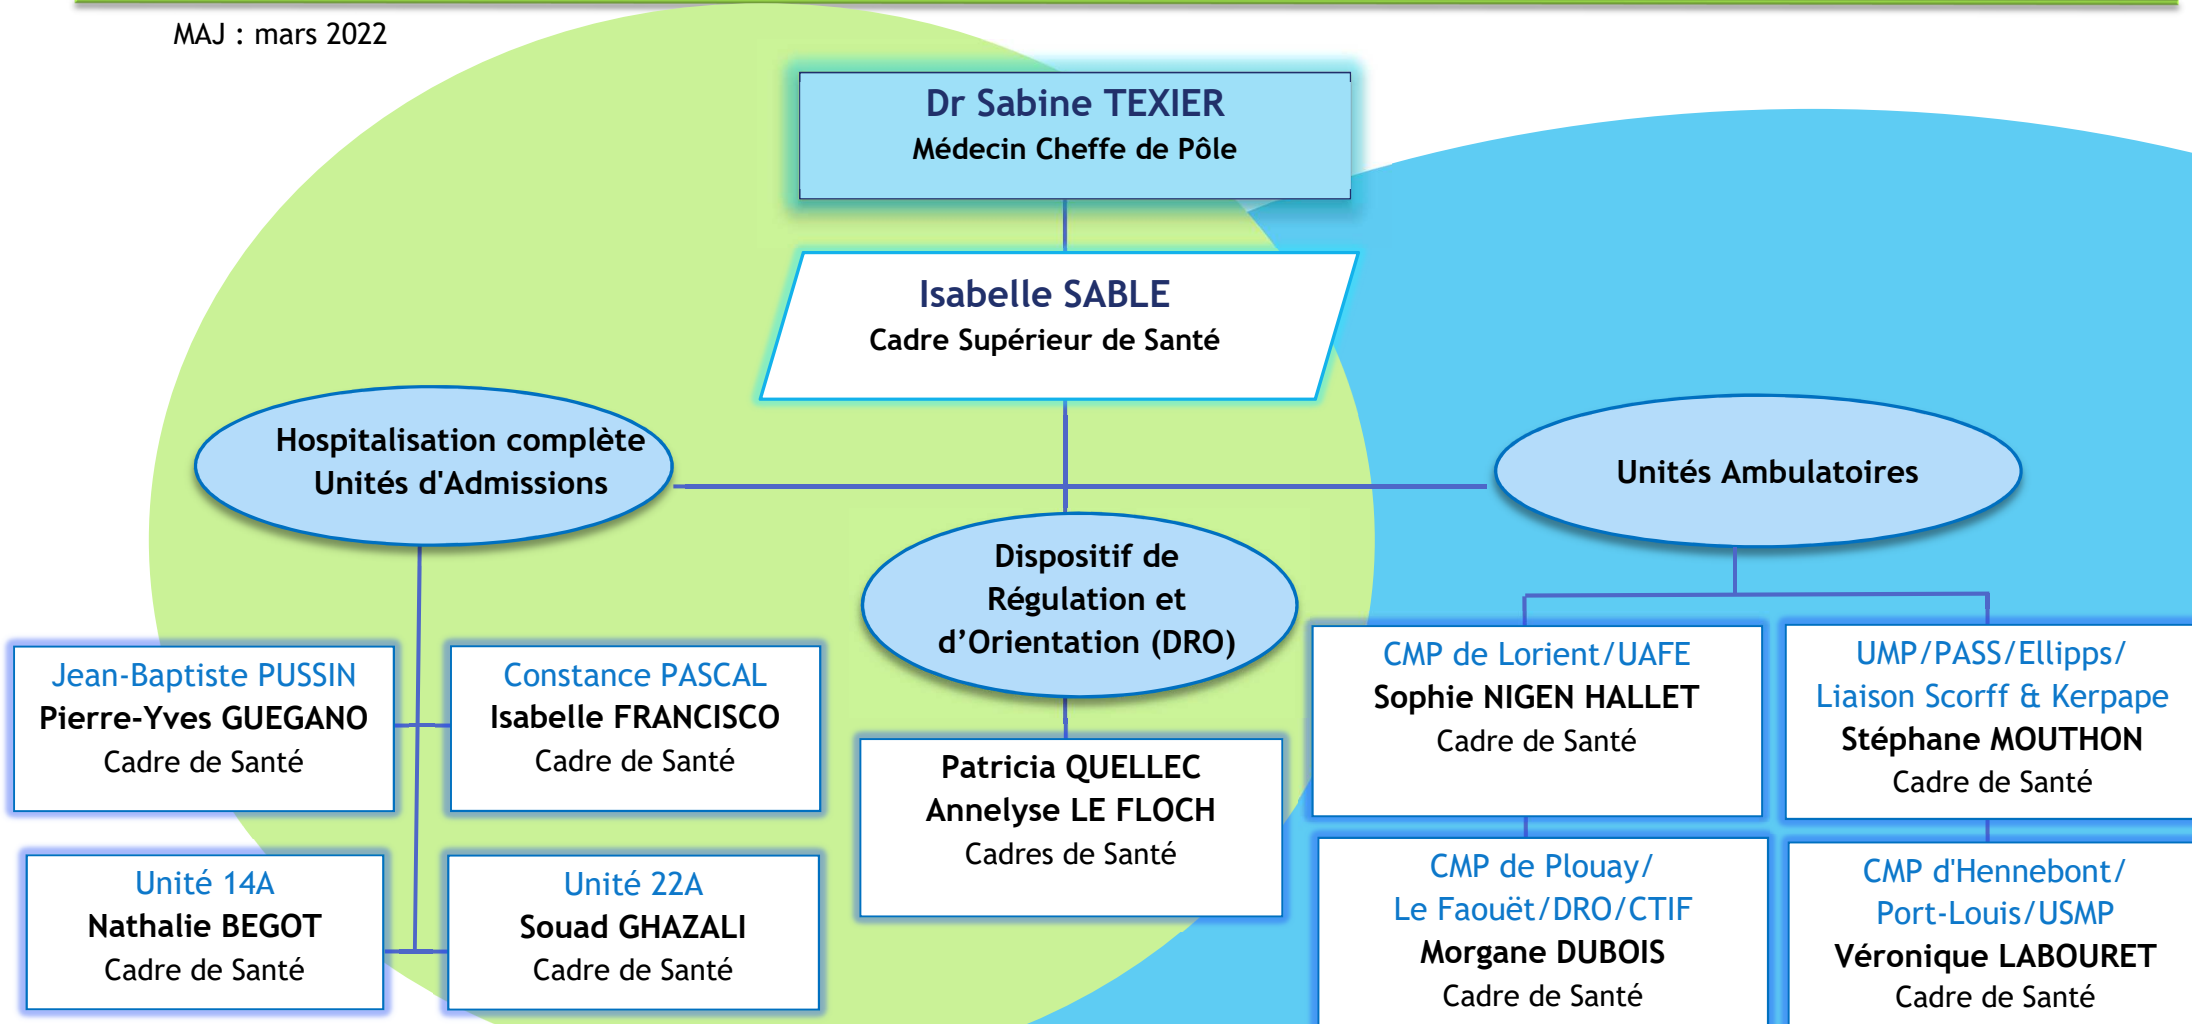 MAJ : mars 2022
Dr Sabine TEXIER
Médecin Cheffe de Pôle
Isabelle SABLE
Cadre Supérieur de Santé
Hospitalisation complète
Unités d'Admissions
Unités Ambulatoires
Dispositif de
Régulation et
d’Orientation (DRO)
Jean-Baptiste PUSSIN
Pierre-Yves GUEGANO
Cadre de Santé
Constance PASCAL
Isabelle FRANCISCO
Cadre de Santé
Unité 14A
Nathalie BEGOT
Cadre de Santé
Unité 22A
Souad GHAZALI
Cadre de Santé
Patricia QUELLEC
Annelyse LE FLOCH
Cadres de Santé
CMP de Lorient/UAFE
Sophie NIGEN HALLET
Cadre de Santé
UMP/PASS/Ellipps/
Liaison Scorff & Kerpape
Stéphane MOUTHON
Cadre de Santé
CMP de Plouay/
Le Faouët/DRO/CTIF
Morgane DUBOIS
Cadre de Santé
CMP d'Hennebont/
Port-Louis/USMP
Véronique LABOURET
Cadre de Santé